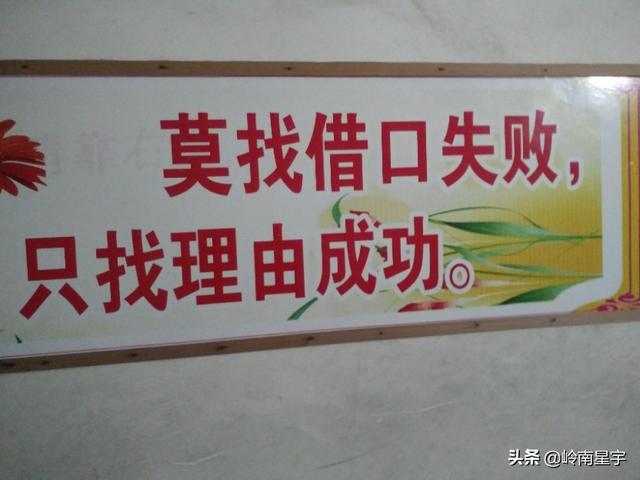 莫找借口失败，
只找理由成功。
头条 @岭南星宇